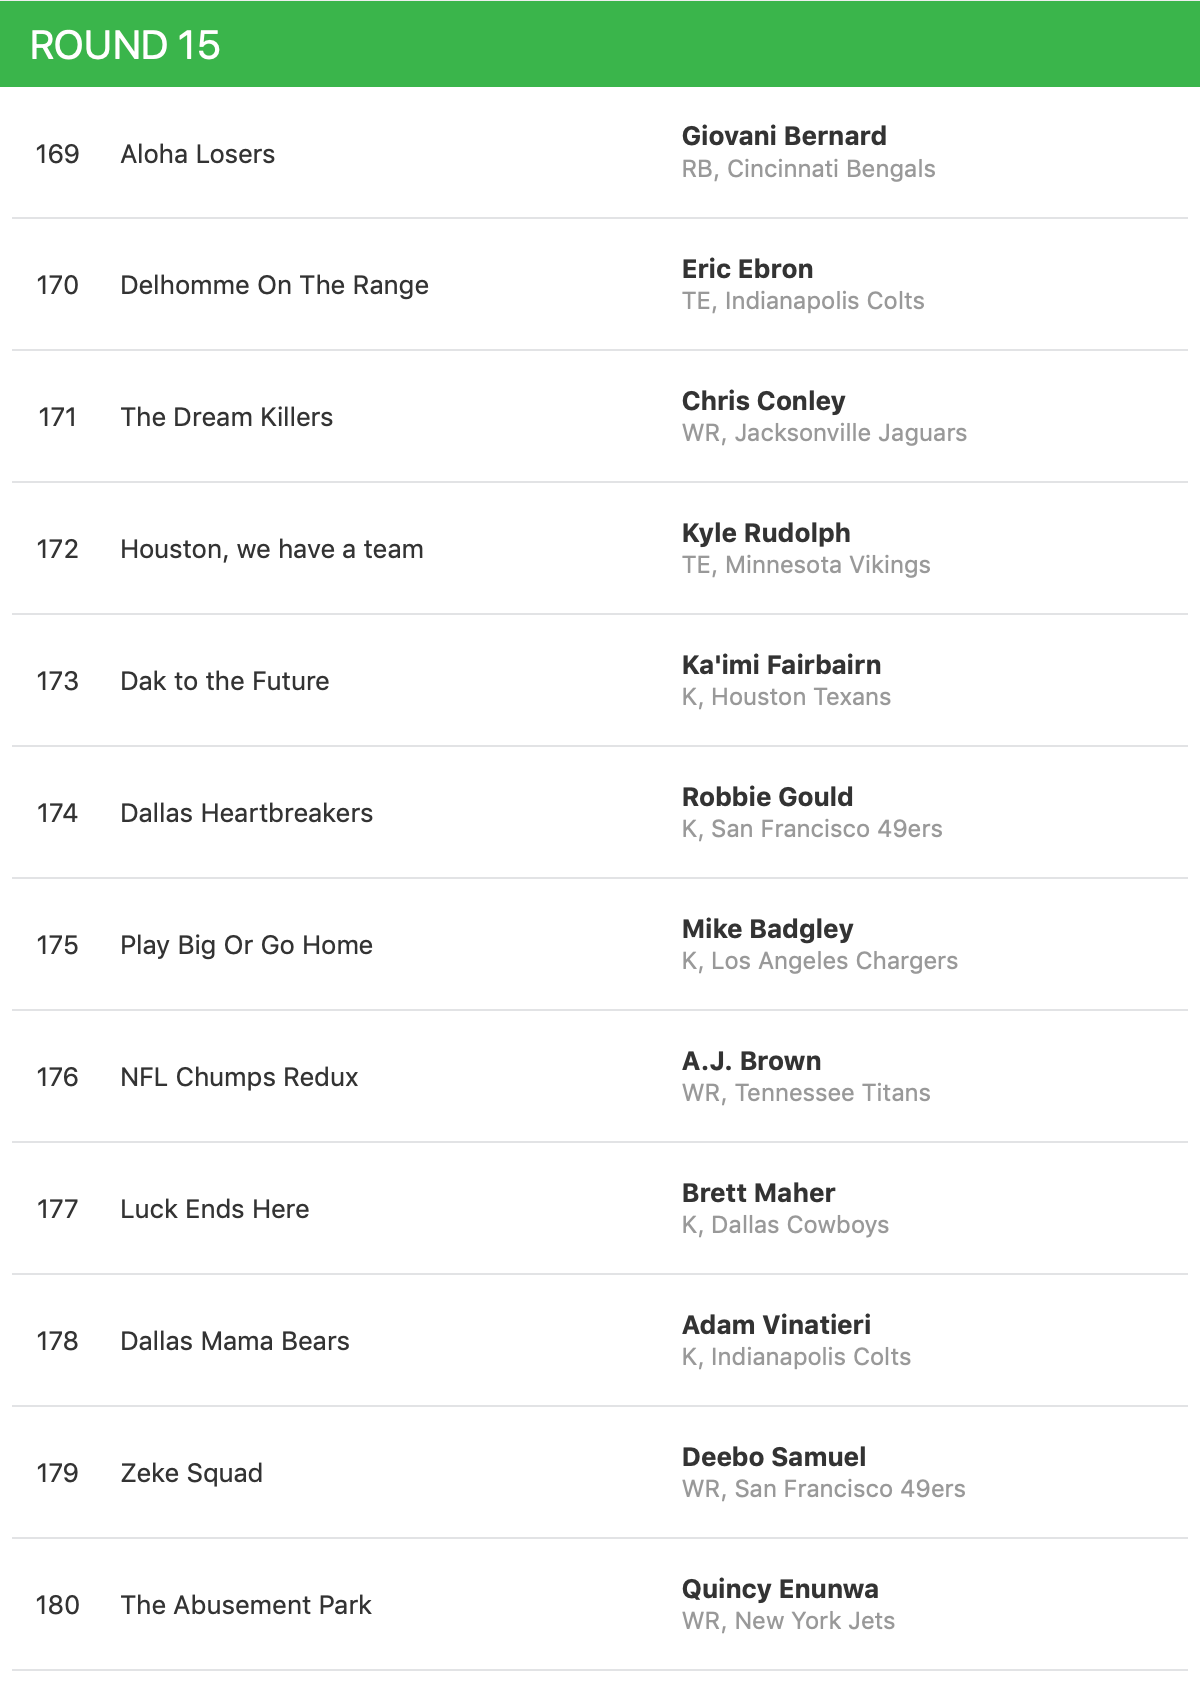 ROUND 15
169 Aloha Losers Giovani Bernard
RB, Cincinnati Bengals
170 Delhomme On The Range Eric Ebron
TE, Indianapolis Colts
171 The Dream Killers Chris Conley
WR, Jacksonville Jaguars
172 Houston, we have a team Kyle Rudolph
TE, Minnesota Vikings
173 Dak to the Future Ka'imi Fairbairn
K, Houston Texans
174 Dallas Heartbreakers Robbie Gould
K, San Francisco 49ers
175 Play Big Or Go Home Mike Badgley
K, Los Angeles Chargers
176 NFL Chumps Redux A.J. Brown
WR, Tennessee Titans
177 Luck Ends Here Brett Maher
K, Dallas Cowboys
178 Dallas Mama Bears Adam Vinatieri
K, Indianapolis Colts
179 Zeke Squad Deebo Samuel
WR, San Francisco 49ers
180 The Abusement Park Quincy Enunwa
WR, New York Jets